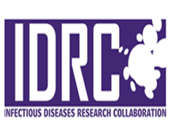 IDRC
INFECTIOUS DISEASES RESEARCH COLLABORATION